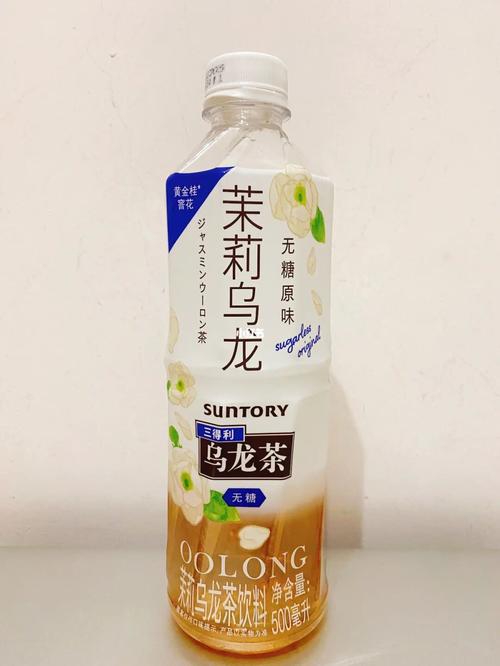 黄金桂*
窨花
茉莉乌龙
ジャスミンウーロン茶
无糖原味
sugarless
original
SUNTORY
三得利
乌龙茶
无糖
OOLONG
茉莉乌龙茶饮料
净含量:
500毫升